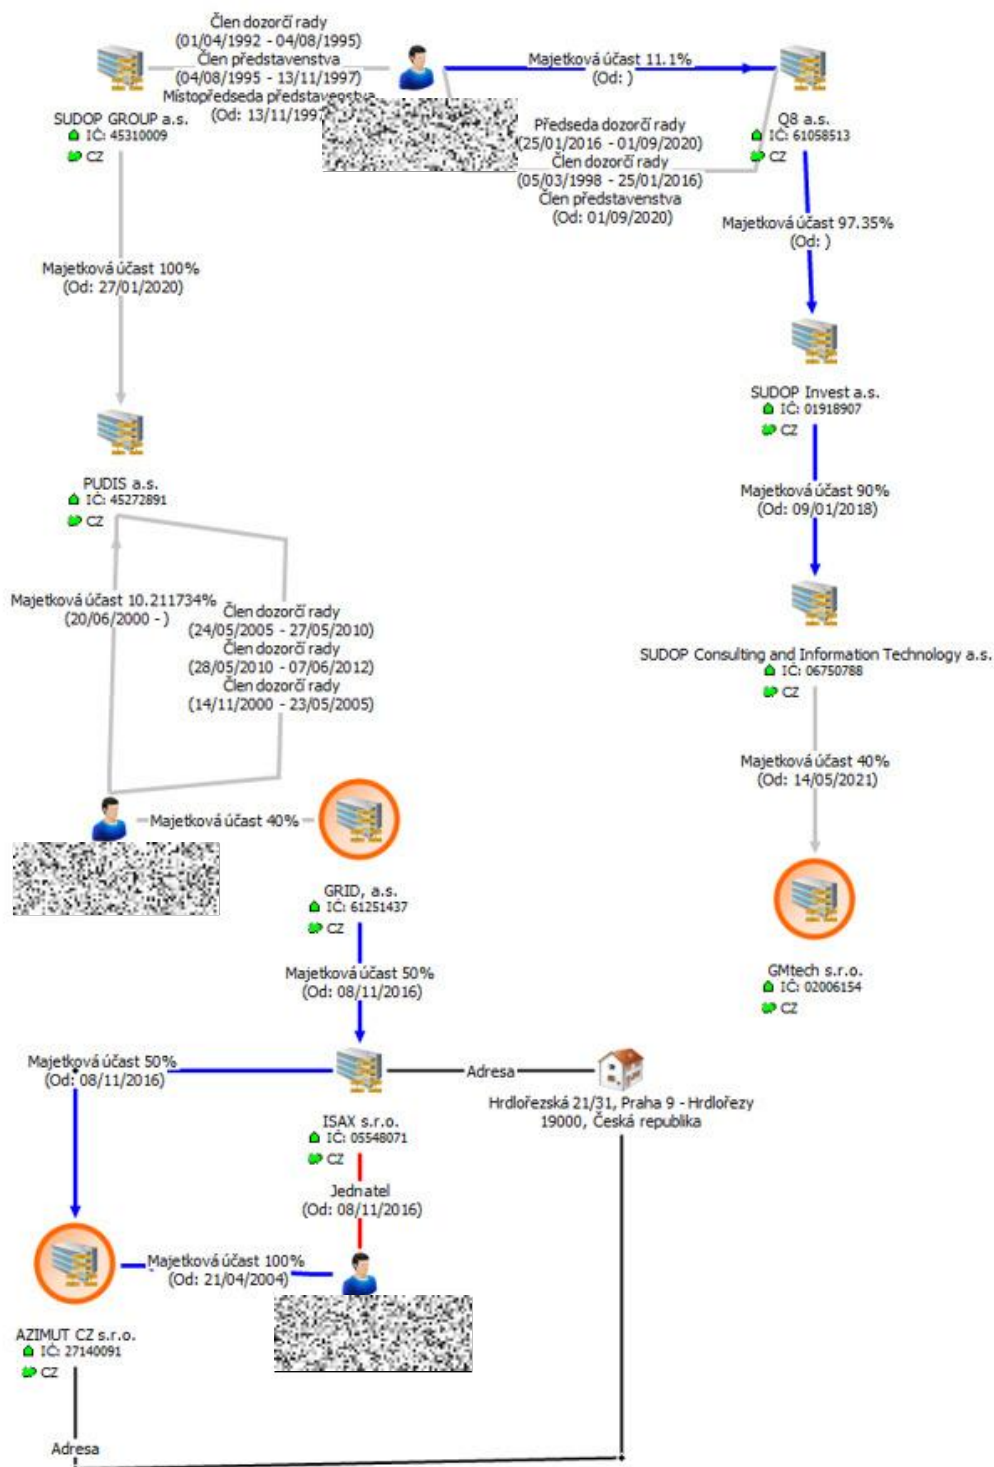 Člen dozorčí rady
(01/04/1992 - 04/08/1995)
Člen představenstva
(04/08/1995 - 13/11/1997)
Místopředseda představenstva
(Od: 13/11/1997
SUDOP GROUP a.s.
IČ: 45310009
CZ
Majetková účast 11.1%
(Od: )
Q8 a.s.
IČ: 61058513
CZ
Předseda dozorčí rady
(25/01/2016 - 01/09/2020)
Člen dozorčí rady
(05/03/1998 - 25/01/2016)
Člen představenstva
(Od: 01/09/2020)
Majetková účast 97.35%
(Od: )
Majetková účast 100%
(Od: 27/01/2020)
SUDOP Invest a.s.
IČ: 01918907
CZ
PUDIS a.s.
IČ: 45272891
CZ
Majetková účast 90%
(Od: 09/01/2018)
Majetková účast 10.211734%
(20/06/2000 - )
Člen dozorčí rady
(24/05/2005 - 27/05/2010)
Člen dozorčí rady
(28/05/2010 - 07/06/2012)
Člen dozorčí rady
(14/11/2000 - 23/05/2005)
SUDOP Consulting and Information Technology a.s.
IČ: 06750788
CZ
Majetková účast 40%
(Od: 14/05/2021)
Majetková účast 40%
GRID, a.s.
IČ: 61251437
CZ
GMtech s.r.o.
IČ: 02006154
CZ
Majetková účast 50%
(Od: 08/11/2016)
Majetková účast 50%
(Od: 08/11/2016)
Adresa
ISAX s.r.o.
IČ: 05548071
CZ
Hrdlořezská 21/31, Praha 9 - Hrdlořezy
19000, Česká republika
Jednatel
(Od: 08/11/2016)
Majetková účast 100%
(Od: 21/04/2004)
AZIMUT CZ s.r.o.
IČ: 27140091
CZ
Adresa